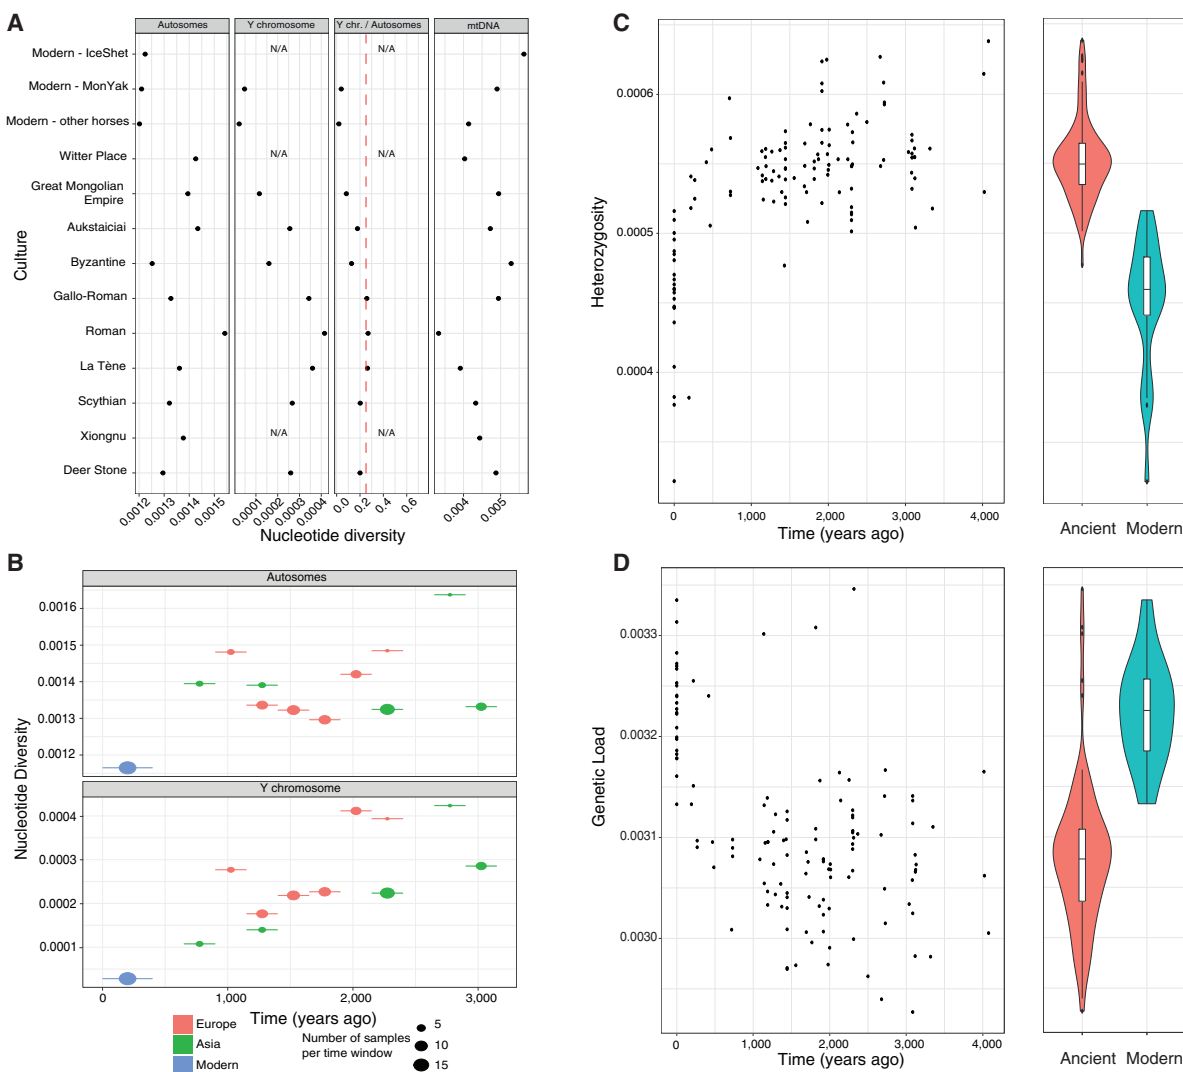 A
Autosomes
Y chromosome
Y chr. / Autosomes
mtDNA
Culture
Modern - IceShet
N/A
N/A
Modern - MonYak
Modern - other horses
Witter Place
N/A
N/A
Great Mongolian
Empire
Aukstaiciai
Byzantine
Gallo-Roman
Roman
La Tène
Scythian
Xiongnu
N/A
N/A
Deer Stone
0.0012
0.0013
0.0014
0.0015
0.0001
0.0002
0.0003
0.0004
0.0
0.2
0.4
0.6
0.004
0.005
Nucleotide diversity
B
Autosomes
Nucleotide Diversity
0.0016
0.0015
0.0014
0.0013
0.0012
Y chromosome
0.0004
0.0003
0.0002
0.0001
0
1,000
2,000
3,000
Time (years ago)
Europe
Asia
Modern
Number of samples
per time window
5
10
15
C
Heterozygosity
0.0006
0.0005
0.0004
0
1,000
2,000
3,000
4,000
Time (years ago)
Ancient
Modern
D
Genetic Load
0.0033
0.0032
0.0031
0.0030
0
1,000
2,000
3,000
4,000
Time (years ago)
Ancient
Modern